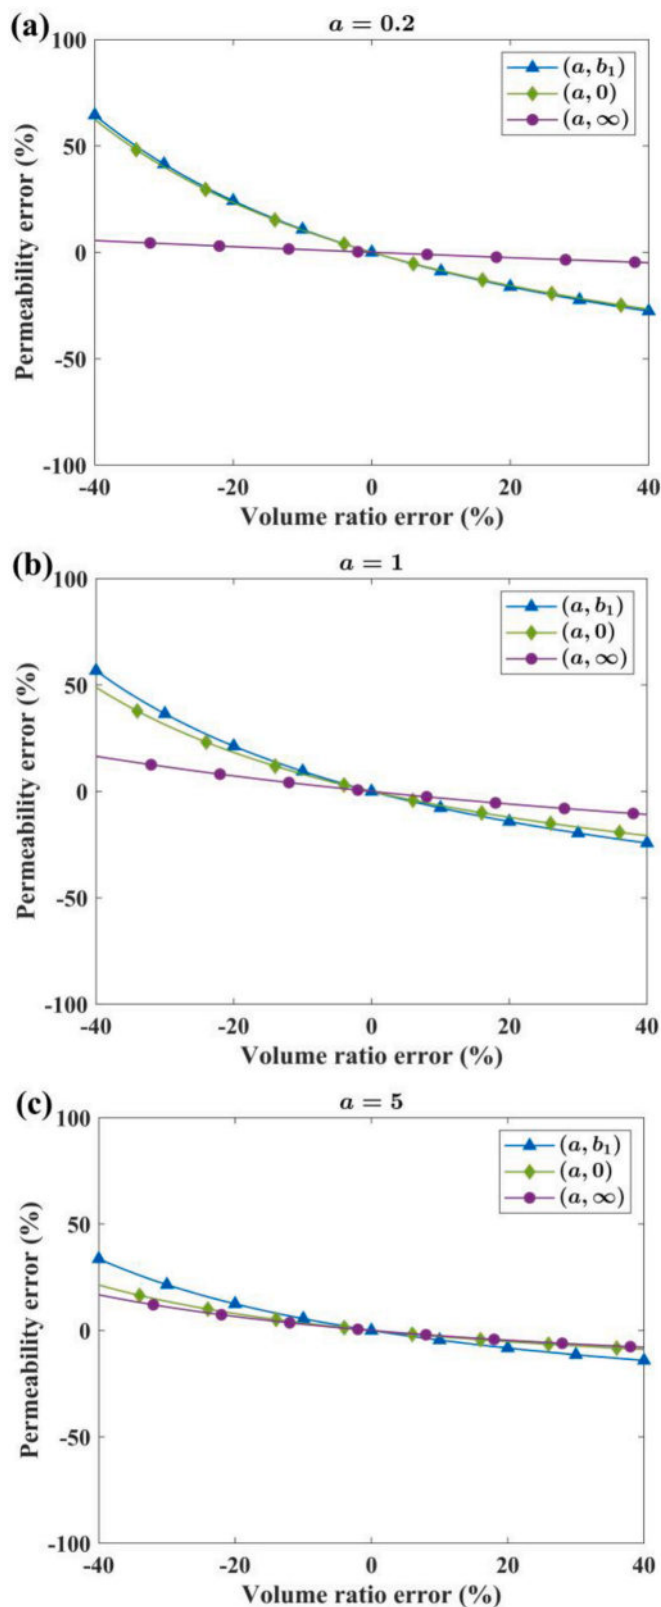 (a)
a = 0.2
100
50
0
-50
-100
Permeability error (%)
(a, b₁)
(a, 0)
(a, ∞)
-40 -20 0 20 40
Volume ratio error (%)
(b)
a = 1
100
50
0
-50
-100
Permeability error (%)
(a, b₁)
(a, 0)
(a, ∞)
-40 -20 0 20 40
Volume ratio error (%)
(c)
a = 5
100
50
0
-50
-100
Permeability error (%)
(a, b₁)
(a, 0)
(a, ∞)
-40 -20 0 20 40
Volume ratio error (%)